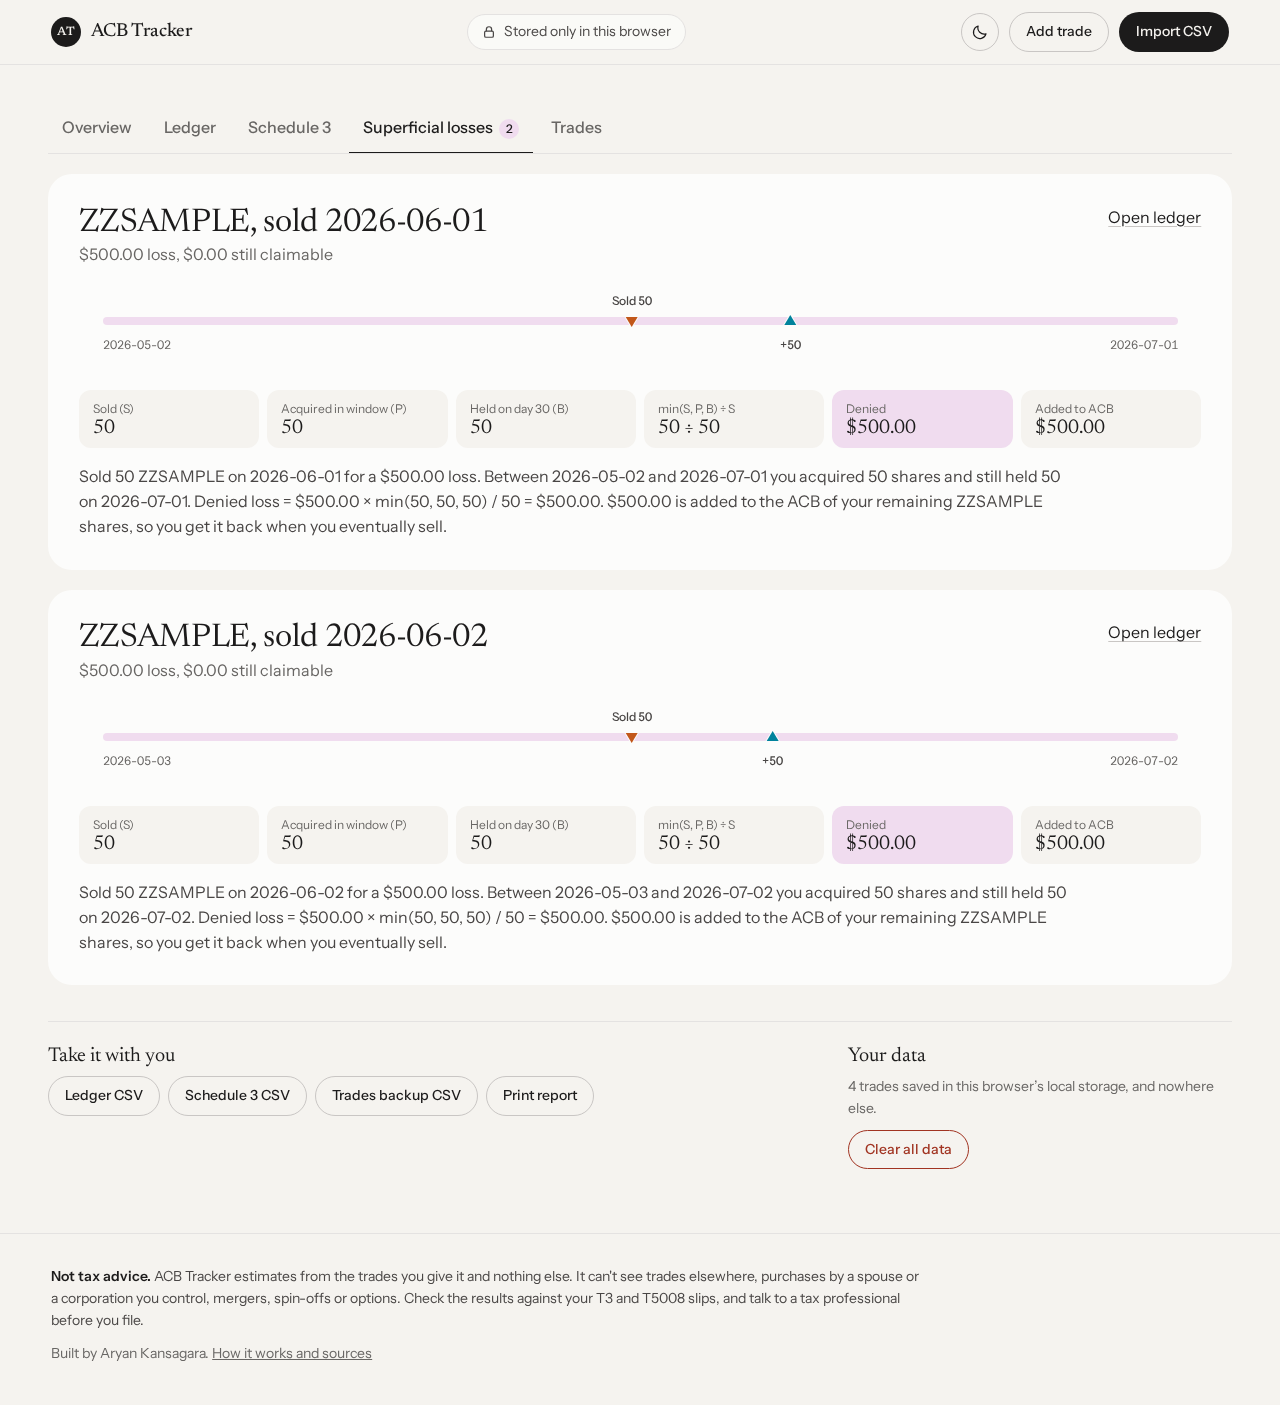 AT ACB Tracker
Stored only in this browser
Add trade
Import CSV
Overview
Ledger
Schedule 3
Superficial losses 2
Trades
ZZSAMPLE, sold 2026-06-01
Open ledger
$500.00 loss, $0.00 still claimable
Sold 50
2026-05-02
+50
2026-07-01
Sold (S)
50
Acquired in window (P)
50
Held on day 30 (B)
50
min(S, P, B) ÷ S
50 ÷ 50
Denied
$500.00
Added to ACB
$500.00
Sold 50 ZZSAMPLE on 2026-06-01 for a $500.00 loss. Between 2026-05-02 and 2026-07-01 you acquired 50 shares and still held 50
on 2026-07-01. Denied loss = $500.00 × min(50, 50, 50) / 50 = $500.00. $500.00 is added to the ACB of your remaining ZZSAMPLE
shares, so you get it back when you eventually sell.
ZZSAMPLE, sold 2026-06-02
Open ledger
$500.00 loss, $0.00 still claimable
Sold 50
2026-05-03
+50
2026-07-02
Sold (S)
50
Acquired in window (P)
50
Held on day 30 (B)
50
min(S, P, B) ÷ S
50 ÷ 50
Denied
$500.00
Added to ACB
$500.00
Sold 50 ZZSAMPLE on 2026-06-02 for a $500.00 loss. Between 2026-05-03 and 2026-07-02 you acquired 50 shares and still held 50
on 2026-07-02. Denied loss = $500.00 × min(50, 50, 50) / 50 = $500.00. $500.00 is added to the ACB of your remaining ZZSAMPLE
shares, so you get it back when you eventually sell.
Take it with you
Ledger CSV
Schedule 3 CSV
Trades backup CSV
Print report
Your data
4 trades saved in this browser's local storage, and nowhere
else.
Clear all data
Not tax advice. ACB Tracker estimates from the trades you give it and nothing else. It can't see trades elsewhere, purchases by a spouse or
a corporation you control, mergers, spin-offs or options. Check the results against your T3 and T5008 slips, and talk to a tax professional
before you file.
Built by Aryan Kansagara. How it works and sources